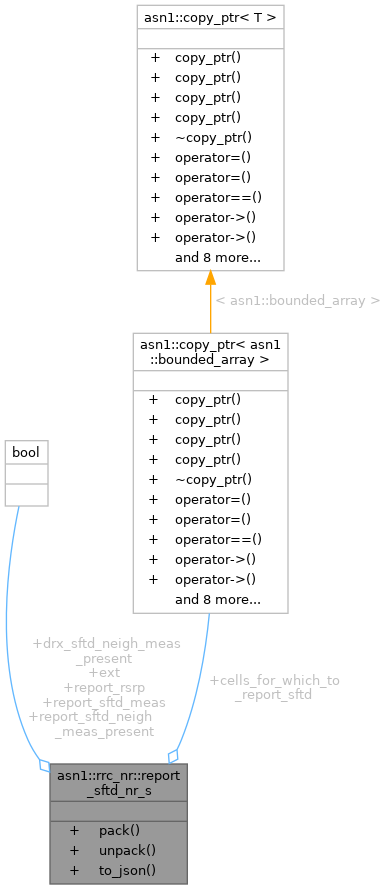 asn1::copy_ptr< T >
+ copy_ptr()
+ copy_ptr()
+ copy_ptr()
+ copy_ptr()
+ ~copy_ptr()
+ operator=()
+ operator=()
+ operator==()
+ operator->()
+ operator->()
and 8 more...
< asn1::bounded_array >
asn1::copy_ptr< asn1
::bounded_array >
+ copy_ptr()
+ copy_ptr()
+ copy_ptr()
+ copy_ptr()
+ ~copy_ptr()
+ operator=()
+ operator=()
+ operator==()
+ operator->()
+ operator->()
and 8 more...
bool
+drx_sftd_neigh_meas
_present
+ext
+report_rsrp
+report_sftd_meas
+report_sftd_neigh
_meas_present
+cells_for_which_to
_report_sftd
asn1::rrc_nr::report
_sftd_nr_s
+ pack()
+ unpack()
+ to_json()